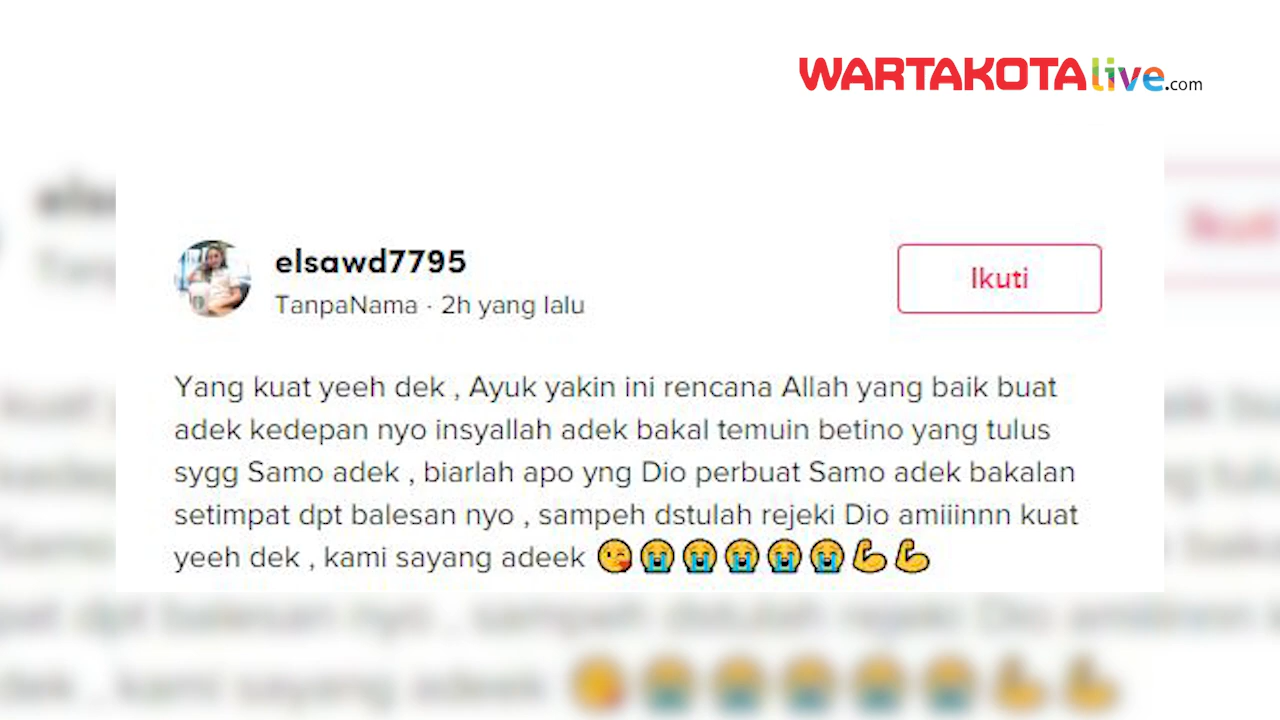 WARTAKOTAlive.com
elsawd7795
TanpaNama · 2h yang lalu
Ikuti
Yang kuat yeeh dek , Ayuk yakin ini rencana Allah yang baik buat
adek kedepan nyo insyallah adek bakal temuin betino yang tulus
sygg Samo adek , biarlah apo yng Dio perbuat Samo adek bakalan
setimpat dpt balesan nyo , sampeh dstulah rejeki Dio amiiinnn kuat
yeeh dek , kami sayang adeek 😘😭😭😭😭😭💪💪